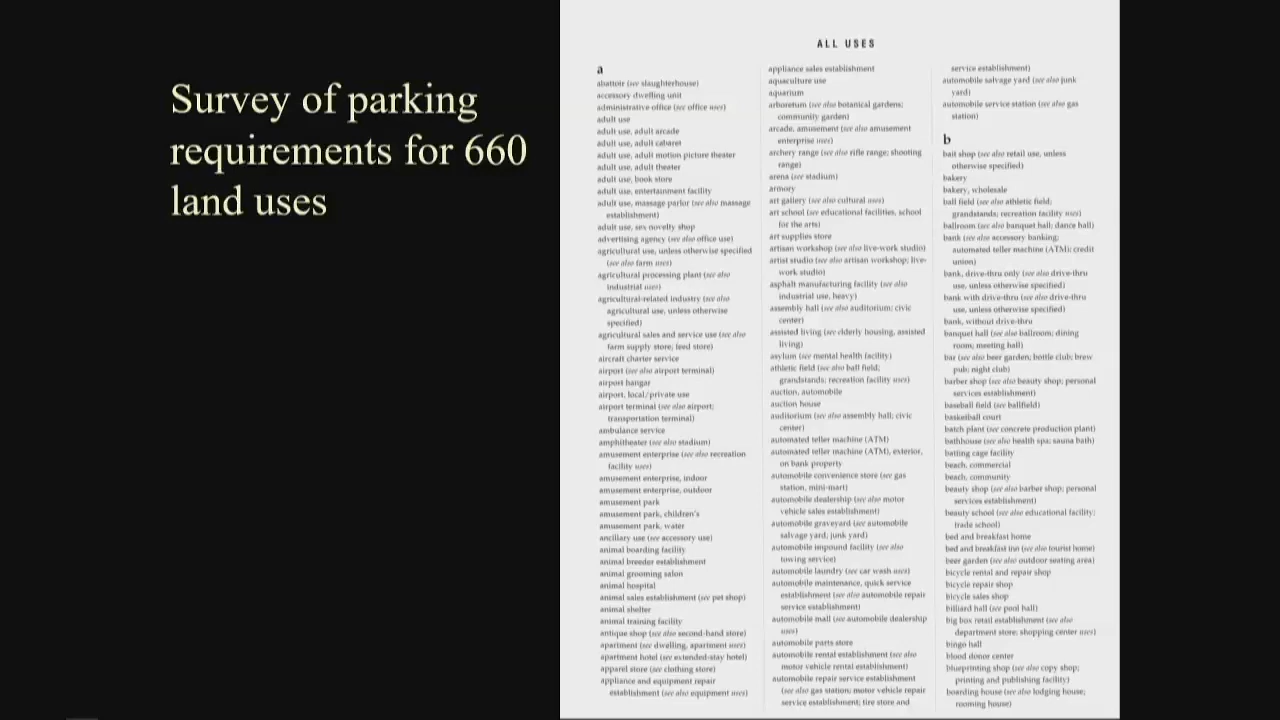 Survey of parking
requirements for 660
land uses
ALL USES
a
abattoir (see slaughterhouse)
accessory dwelling unit
administrative office (see office uses)
adult use
adult use, adult arcade
adult use, adult cabaret
adult use, adult motion picture theater
adult use, adult theater
adult use, book store
adult use, entertainment facility
adult use, massage parlor (see also massage
establishment)
adult use, sex novelty shop
advertising agency (see also office use)
agricultural use, unless otherwise specified
(see also farm uses)
agricultural processing plant (see also
industrial uses)
agricultural-related industry (see also
agricultural use, unless otherwise
specified)
agricultural sales and service use (see also
farm supply store; feed store)
aircraft charter service
airport (see also airport terminal)
airport hangar
airport, local/private use
airport terminal (see also airport;
transportation terminal)
ambulance service
amphitheater (see also stadium)
amusement enterprise (see also recreation
facility uses)
amusement enterprise, indoor
amusement enterprise, outdoor
amusement park
amusement park, children's
amusement park, water
ancillary use (see accessory use)
animal boarding facility
animal breeder establishment
animal grooming salon
animal hospital
animal sales establishment (see pet shop)
animal shelter
animal training facility
antique shop (see also second-hand store)
apartment (see dwelling, apartment uses)
apartment hotel (see extended-stay hotel)
apparel store (see clothing store)
appliance and equipment repair
establishment (see also equipment uses)
appliance sales establishment
aquaculture use
aquarium
arboretum (see also botanical gardens;
community garden)
arcade, amusement (see also amusement
enterprise uses)
archery range (see also rifle range; shooting
range)
arena (see stadium)
armory
art gallery (see also cultural uses)
art school (see educational facilities, school
for the arts)
art supplies store
artisan workshop (see also live-work studio)
artist studio (see also artisan workshop; live-
work studio)
asphalt manufacturing facility (see also
industrial use, heavy)
assembly hall (see also auditorium; civic
center)
assisted living (see elderly housing, assisted
living)
asylum (see mental health facility)
athletic field (see also ball field;
grandstands; recreation facility uses)
auction, automobile
auction house
auditorium (see also assembly hall; civic
center)
automated teller machine (ATM)
automated teller machine (ATM), exterior,
on bank property
automobile convenience store (see gas
station, mini-mart)
automobile dealership (see also motor
vehicle sales establishment)
automobile graveyard (see automobile
salvage yard; junk yard)
automobile impound facility (see also
towing service)
automobile laundry (see car wash uses)
automobile maintenance, quick service
establishment (see also automobile repair
service establishment)
automobile mall (see automobile dealership
uses)
automobile parts store
automobile rental establishment (see also
motor vehicle rental establishment)
automobile repair service establishment
(see also gas station; motor vehicle repair
service establishment; tire store and
service establishment)
automobile salvage yard (see also junk
yard)
automobile service station (see also gas
station)
b
bait shop (see also retail use, unless
otherwise specified)
bakery
bakery, wholesale
ball field (see also athletic field;
grandstands; recreation facility uses)
ballroom (see also banquet hall; dance hall)
bank (see also accessory banking;
automated teller machine (ATM); credit
union)
bank, drive-thru only (see also drive-thru
use, unless otherwise specified)
bank with drive-thru (see also drive-thru
use, unless otherwise specified)
bank, without drive-thru
banquet hall (see also ballroom; dining
room; meeting hall)
bar (see also beer garden; bottle club; brew
pub; night club)
barber shop (see also beauty shop; personal
services establishment)
baseball field (see ballfield)
basketball court
batch plant (see concrete production plant)
bathhouse (see also health spa; sauna bath)
batting cage facility
beach, commercial
beach, community
beauty shop (see also barber shop; personal
services establishment)
beauty school (see also educational facility;
trade school)
bed and breakfast home
bed and breakfast inn (see also tourist home)
beer garden (see also outdoor seating area)
bicycle rental and repair shop
bicycle repair shop
bicycle sales shop
billiard hall (see pool hall)
big box retail establishment (see also
department store; shopping center uses)
bingo hall
blood donor center
blueprinting shop (see also copy shop;
printing and publishing facility)
boarding house (see also lodging house;
rooming house)